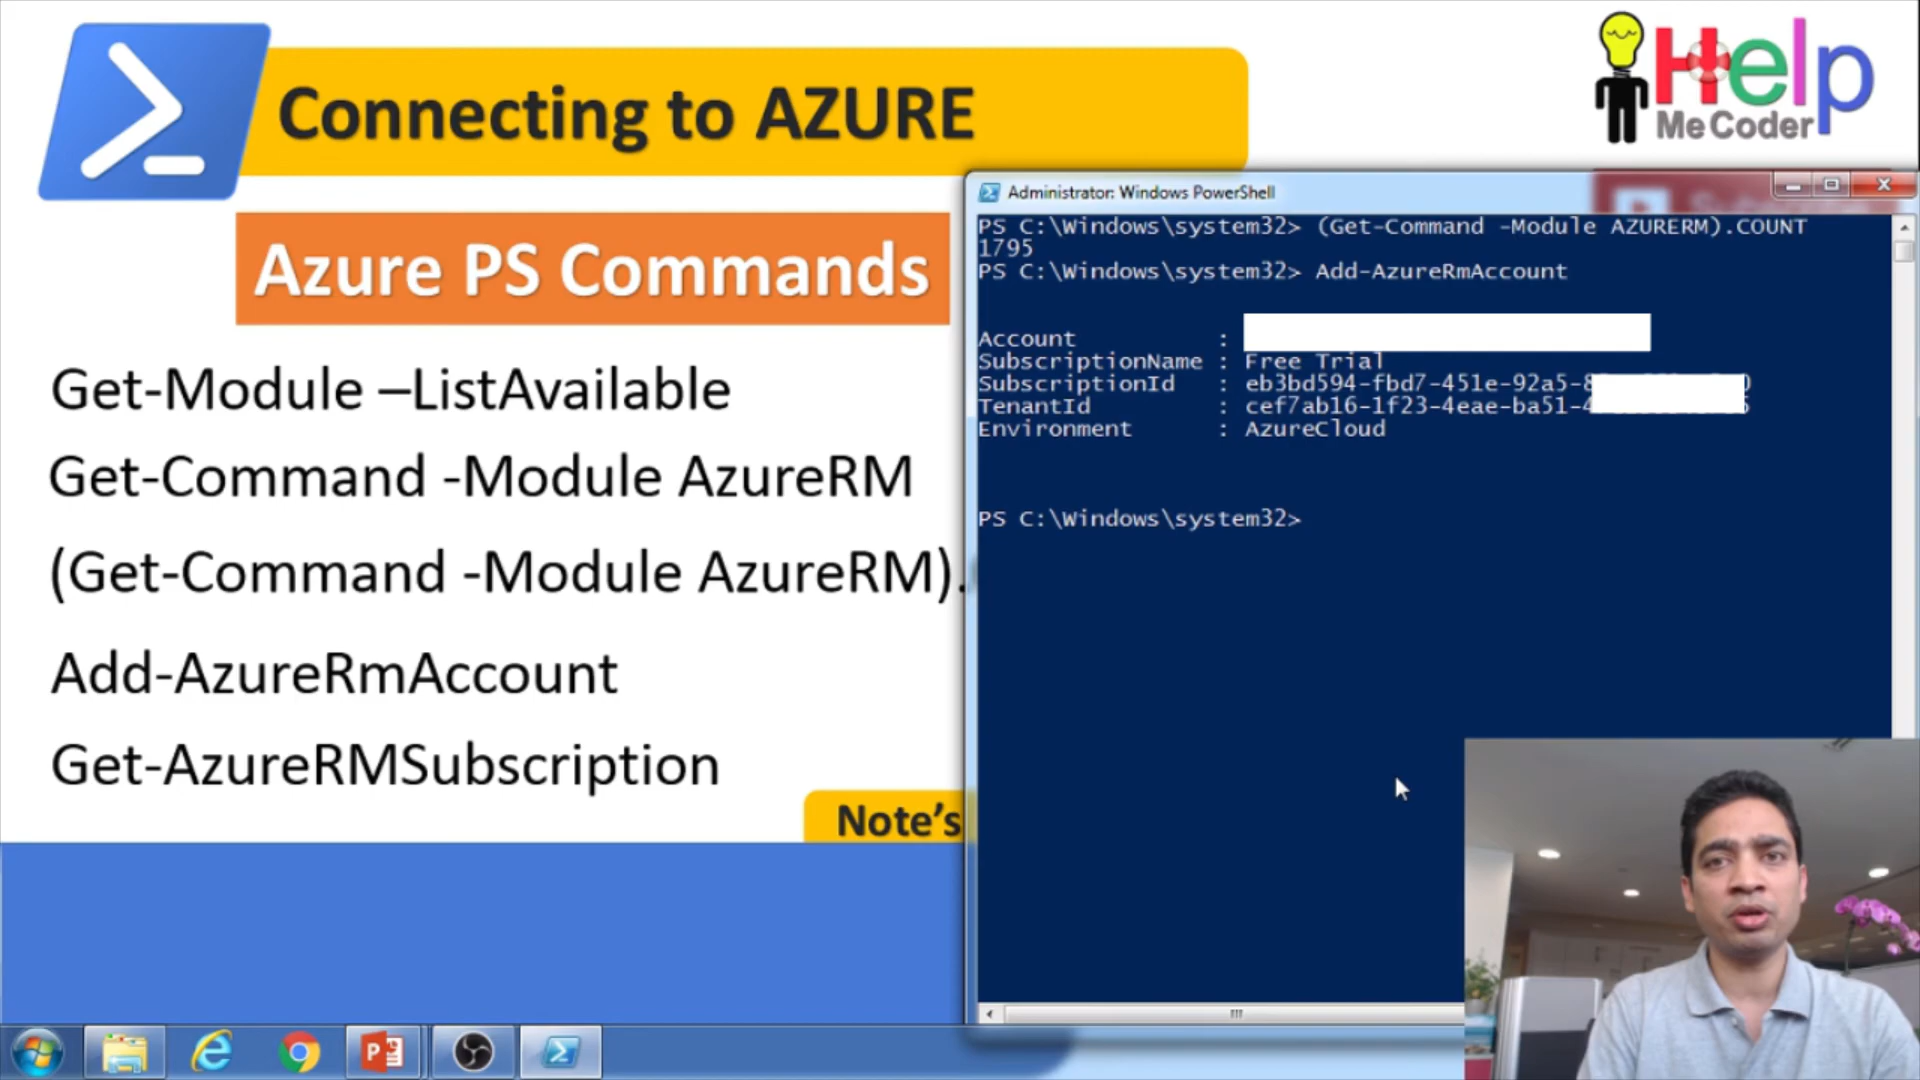 Connecting to AZURE
Help
Me Coder
Azure PS Commands
Get-Module –ListAvailable
Get-Command -Module AzureRM
(Get-Command -Module AzureRM).
Add-AzureRmAccount
Get-AzureRMSubscription
Note's
Administrator: Windows PowerShell
PS C:\Windows\system32> (Get-Command -Module AZURERM).COUNT
1795
PS C:\Windows\system32> Add-AzureRmAccount
Account :
SubscriptionName : Free Trial
SubscriptionId : eb3bd594-fbd7-451e-92a5-
TenantId : cef7ab16-1f23-4eae-ba51-4
Environment : AzureCloud
PS C:\Windows\system32>